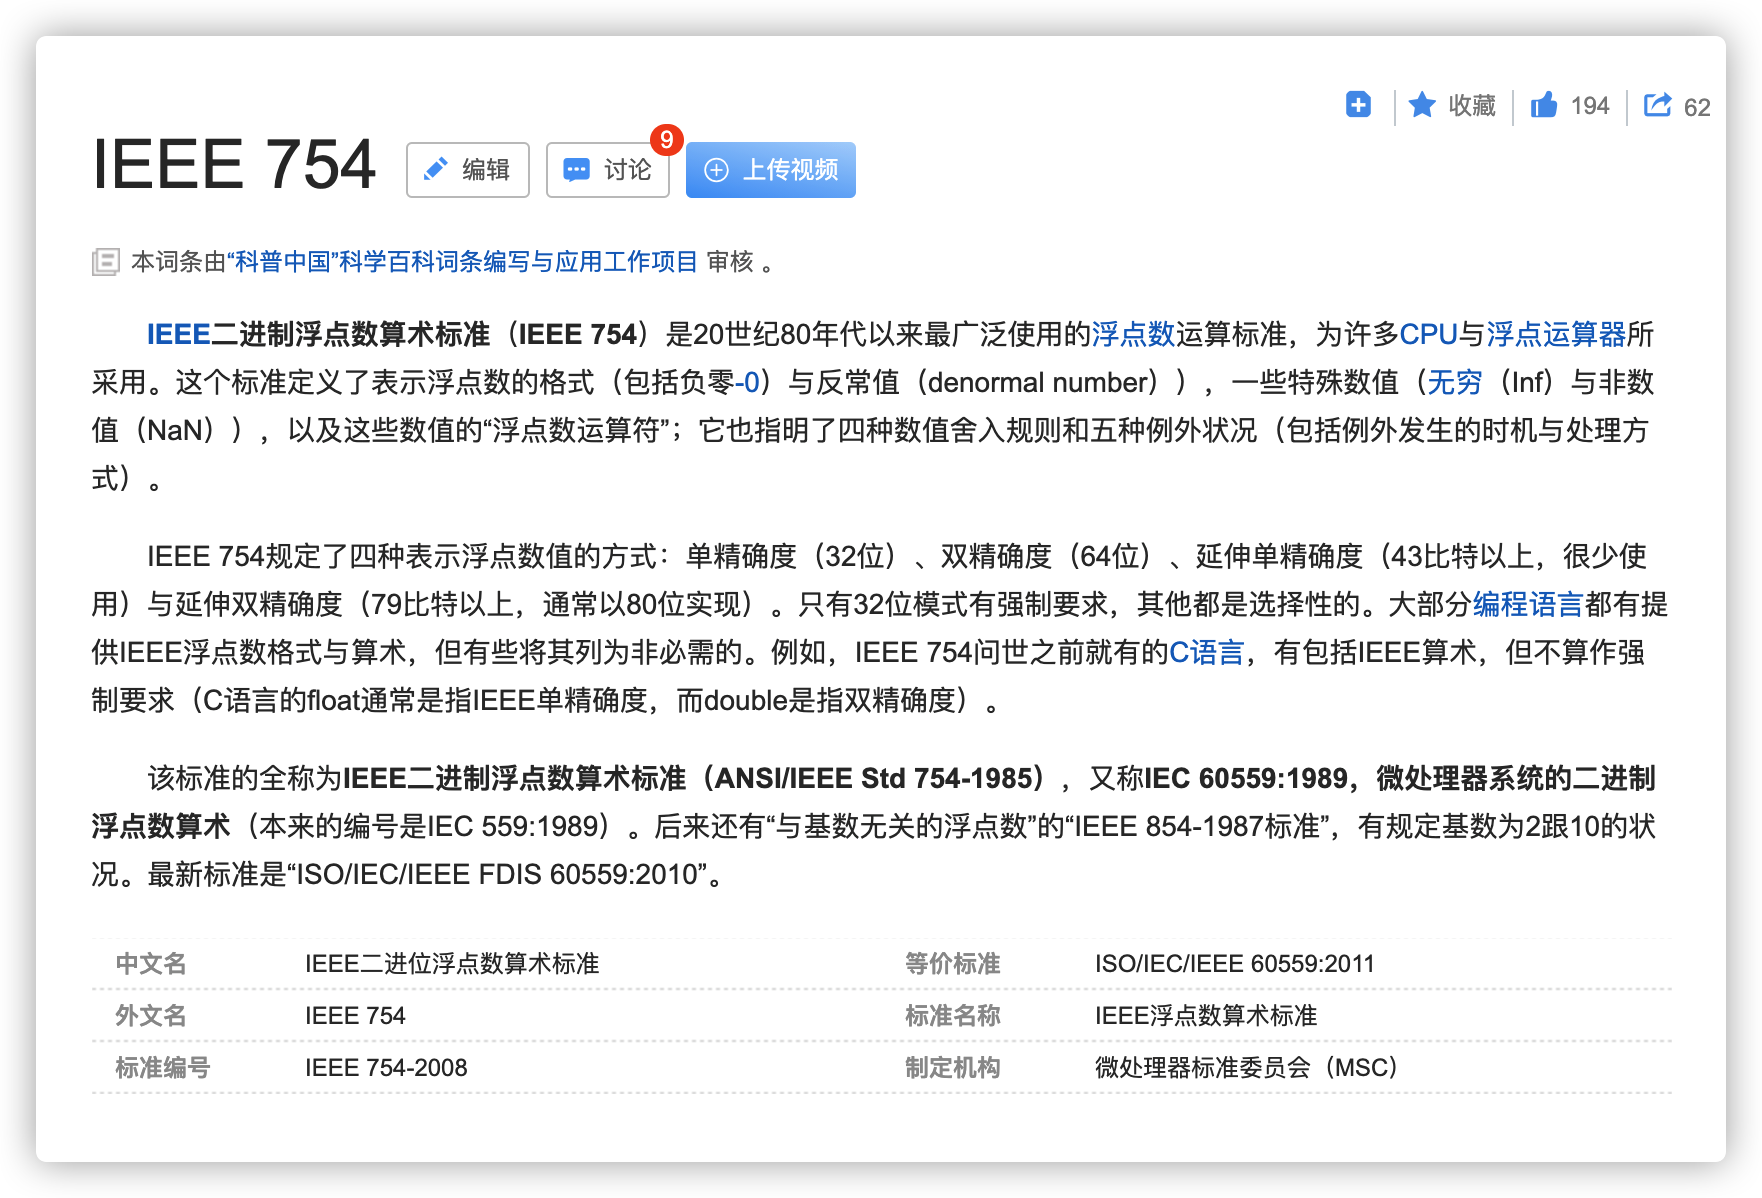 收藏
194
62
IEEE 754
编辑
讨论
9
上传视频
本词条由“科普中国”科学百科词条编写与应用工作项目 审核 。
IEEE二进制浮点数算术标准（IEEE 754）是20世纪80年代以来最广泛使用的浮点数运算标准，为许多CPU与浮点运算器所
采用。这个标准定义了表示浮点数的格式（包括负零-0）与反常值（denormal number）），一些特殊数值（无穷（Inf）与非数
值（NaN）），以及这些数值的“浮点数运算符”；它也指明了四种数值舍入规则和五种例外状况（包括例外发生的时机与处理方
式）。
IEEE 754规定了四种表示浮点数值的方式：单精确度（32位）、双精确度（64位）、延伸单精确度（43比特以上，很少使
用）与延伸双精确度（79比特以上，通常以80位实现）。只有32位模式有强制要求，其他都是选择性的。大部分编程语言都有提
供IEEE浮点数格式与算术，但有些将其列为非必需的。例如，IEEE 754问世之前就有的C语言，有包括IEEE算术，但不算作强
制要求（C语言的float通常是指IEEE单精确度，而double是指双精确度）。
该标准的全称为IEEE二进制浮点数算术标准（ANSI/IEEE Std 754-1985），又称IEC 60559:1989，微处理器系统的二进制
浮点数算术（本来的编号是IEC 559:1989）。后来还有“与基数无关的浮点数”的“IEEE 854-1987标准”，有规定基数为2跟10的状
况。最新标准是“ISO/IEC/IEEE FDIS 60559:2010”。
中文名 IEEE二进位浮点数算术标准 等价标准 ISO/IEC/IEEE 60559:2011
外文名 IEEE 754 标准名称 IEEE浮点数算术标准
标准编号 IEEE 754-2008 制定机构 微处理器标准委员会（MSC）